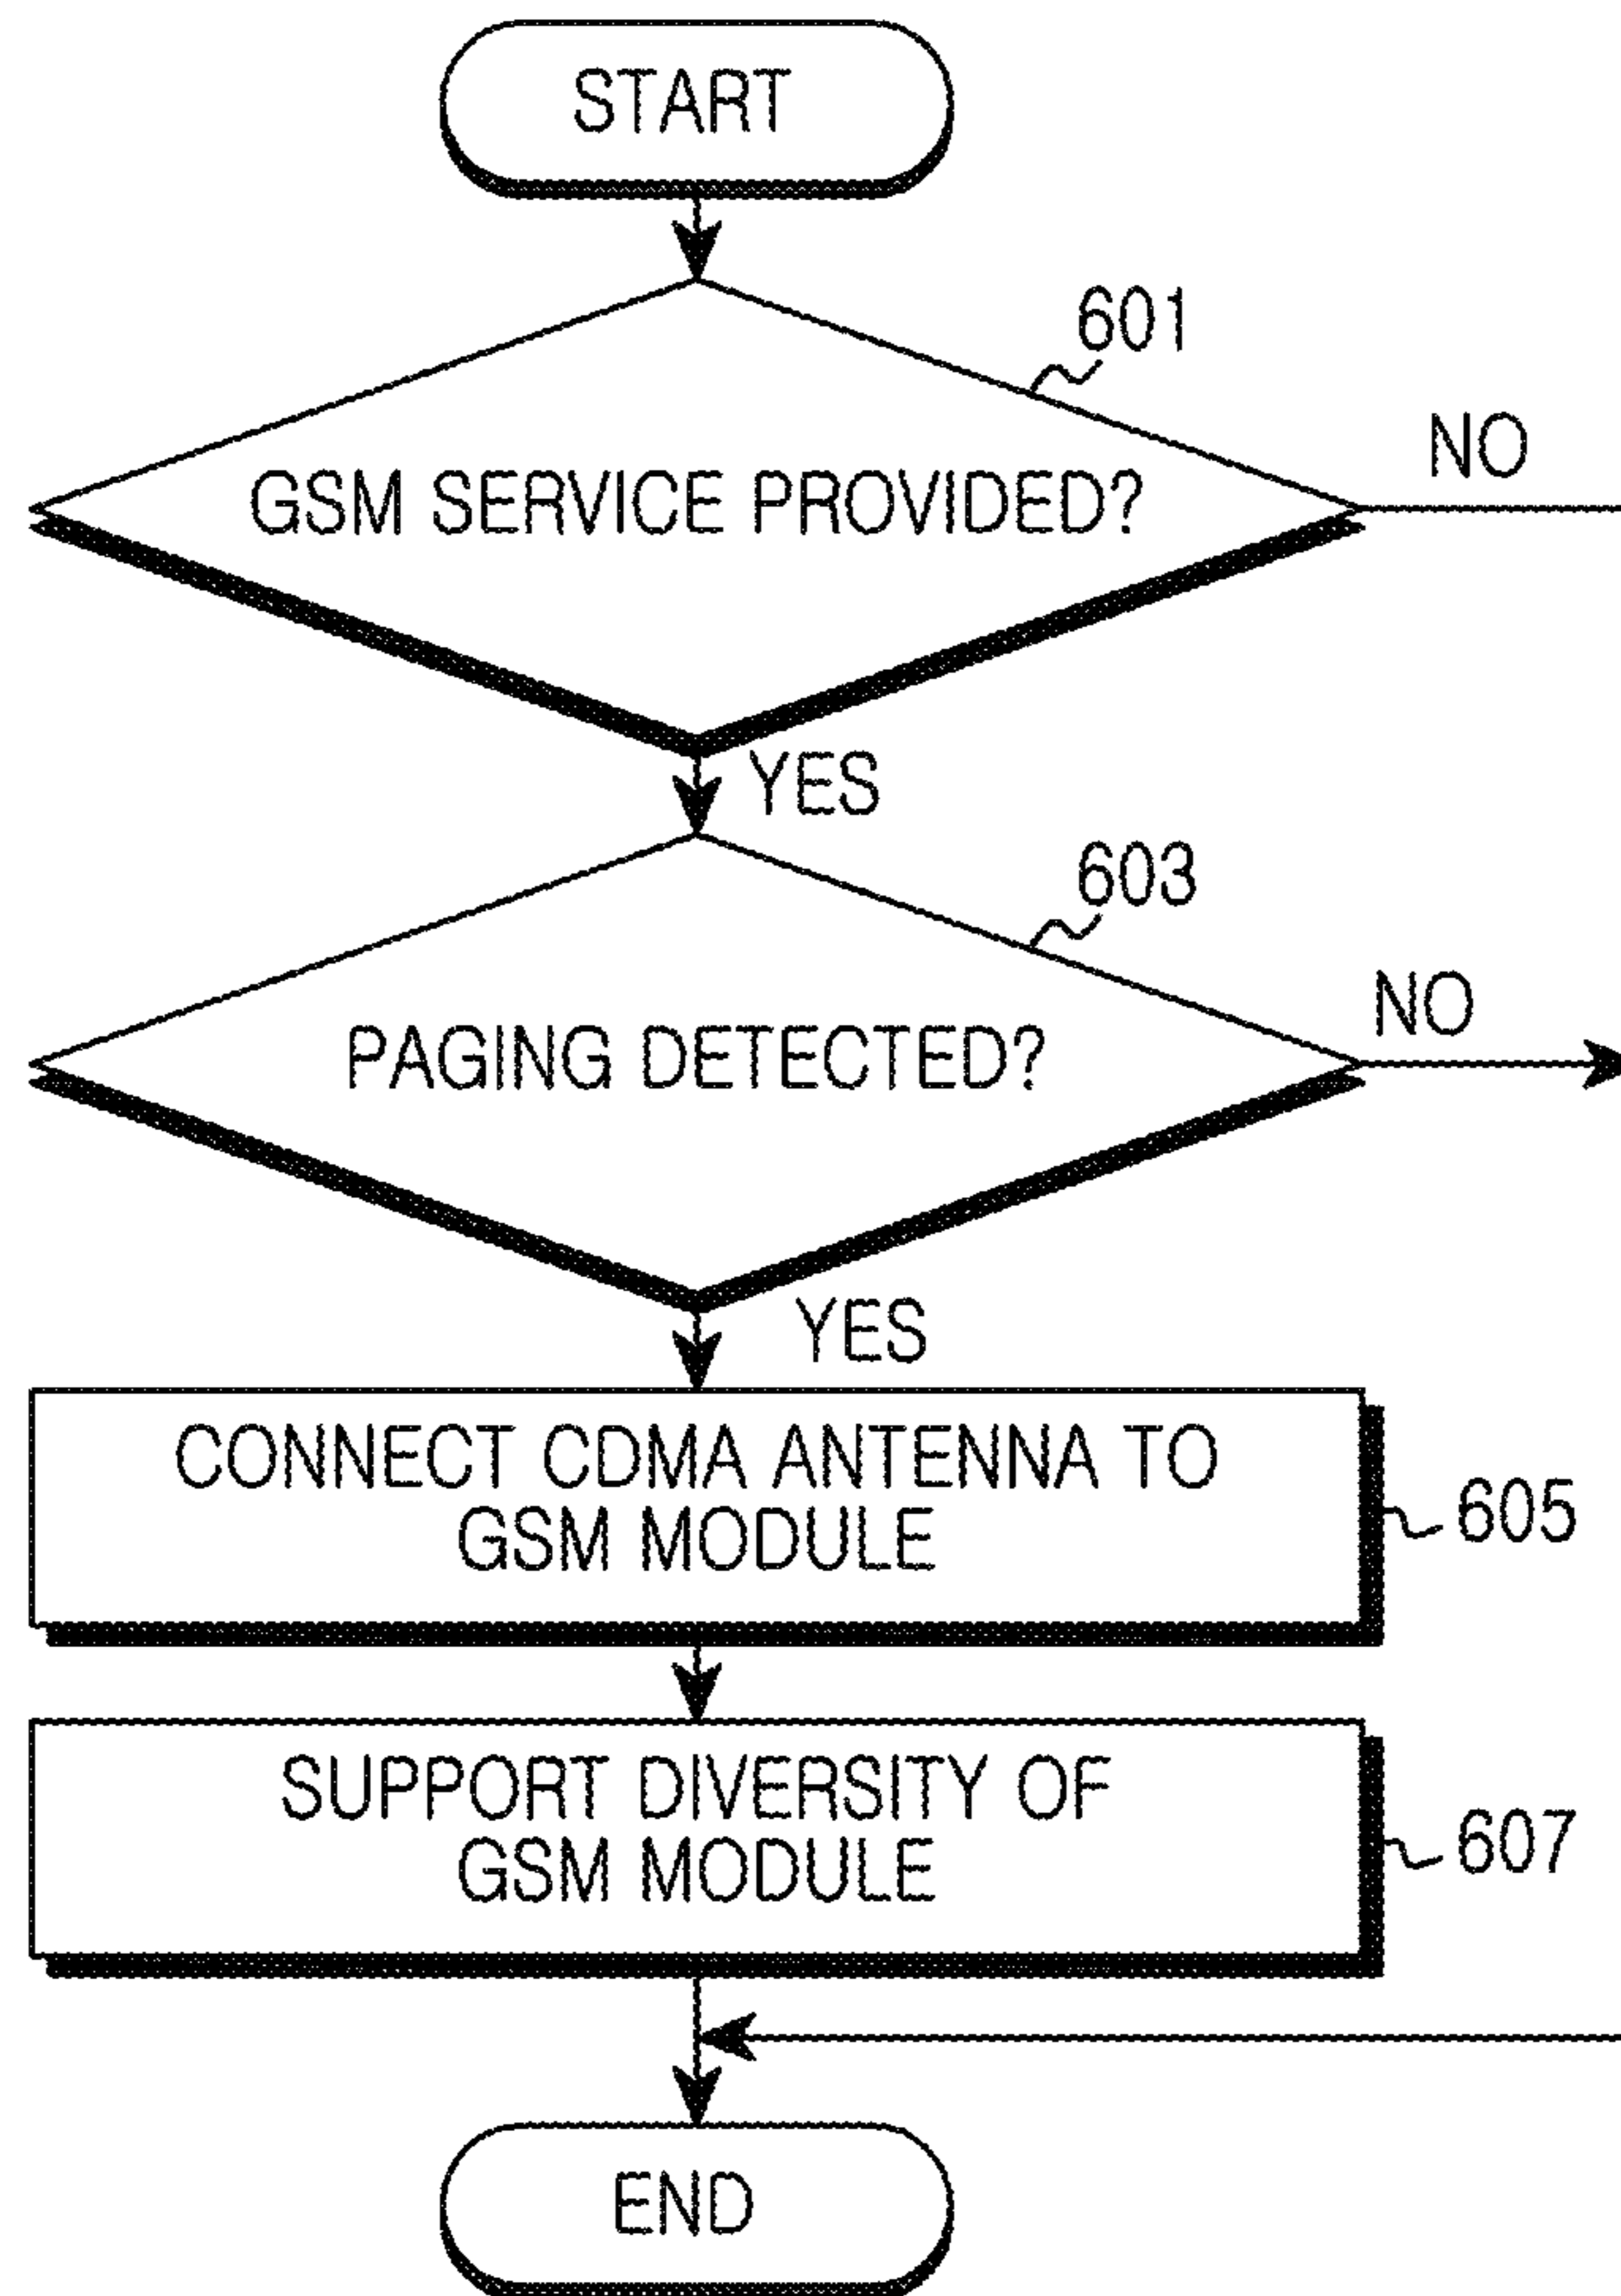 START
601
NO
GSM SERVICE PROVIDED?
YES
603
NO
PAGING DETECTED?
YES
CONNECT CDMA ANTENNA TO
GSM MODULE
605
SUPPORT DIVERSITY OF
GSM MODULE
607
END